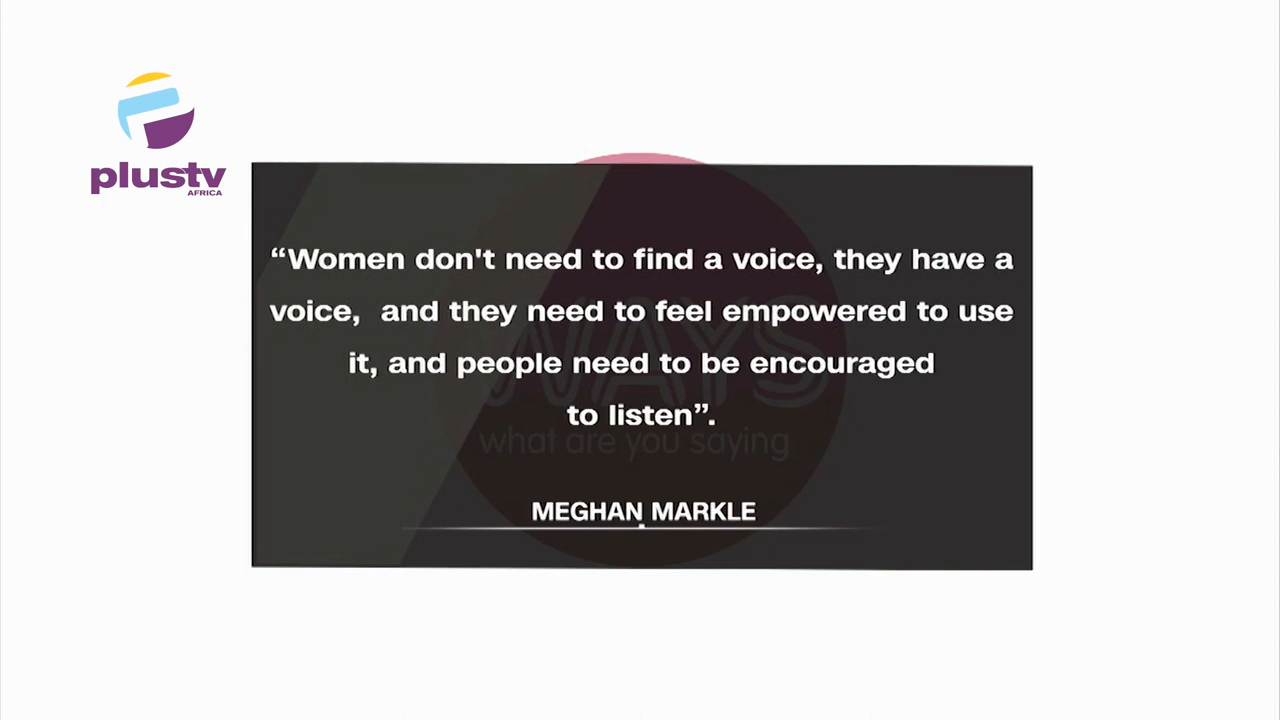 plustv
AFRICA
“Women don't need to find a voice, they have a
voice,  and they need to feel empowered to use
it, and people need to be encouraged
to listen”.
WAYS
what are you saying
MEGHAN MARKLE